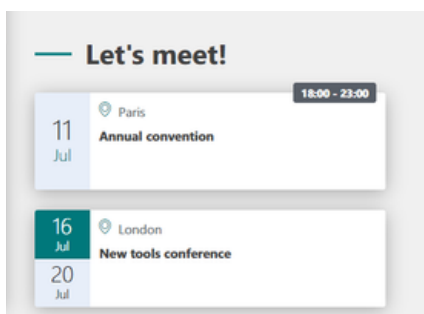 Let's meet!
18:00 - 23:00
11
Jul
Paris
Annual convention
16
Jul
20
Jul
London
New tools conference